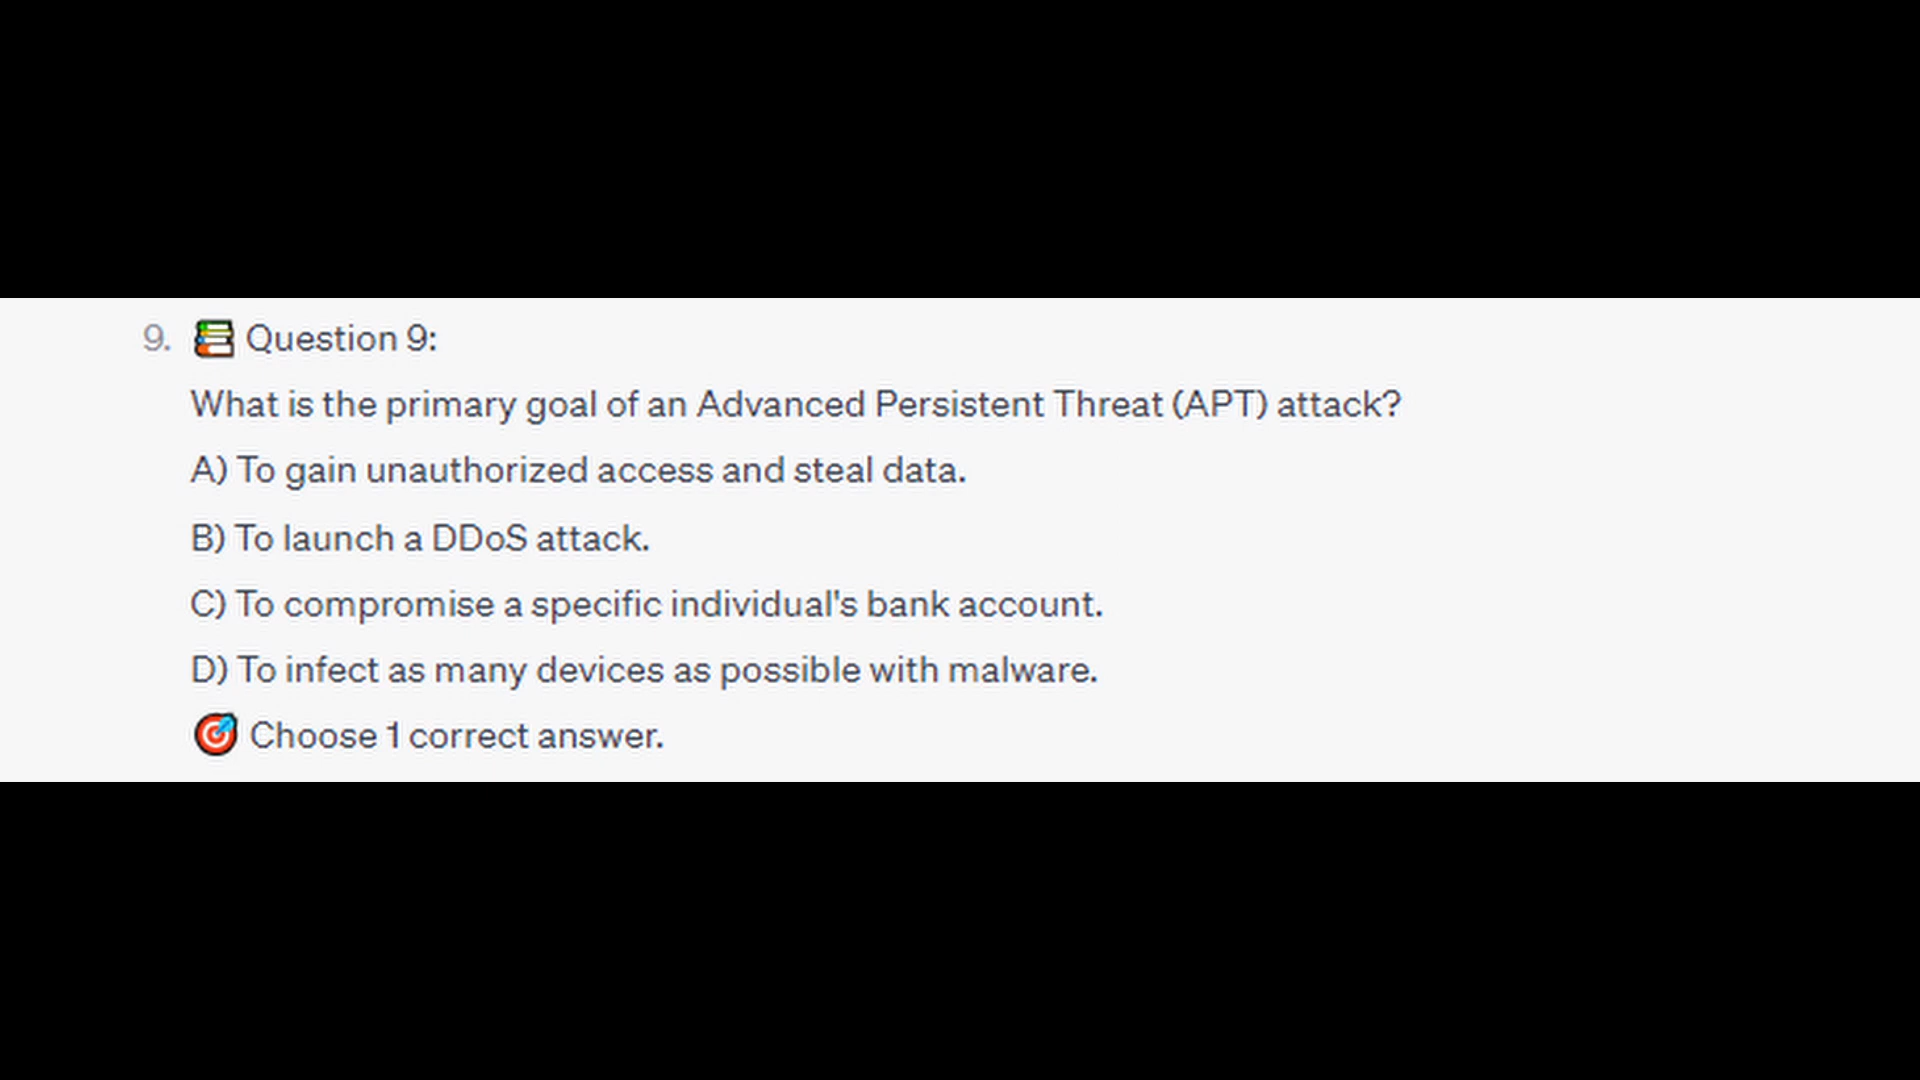 9. 📚 Question 9:
What is the primary goal of an Advanced Persistent Threat (APT) attack?
A) To gain unauthorized access and steal data.
B) To launch a DDoS attack.
C) To compromise a specific individual's bank account.
D) To infect as many devices as possible with malware.
🎯 Choose 1 correct answer.